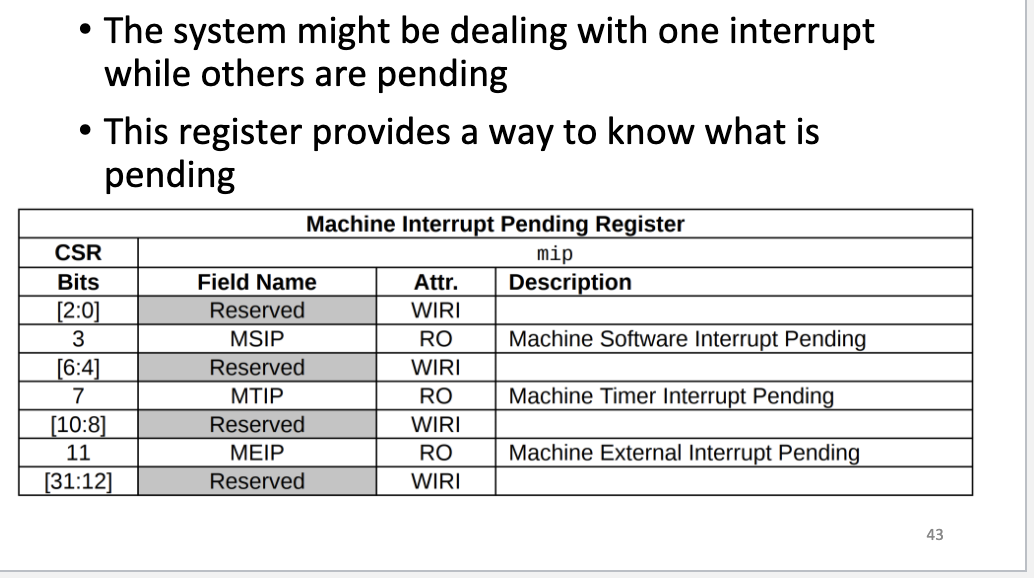 • The system might be dealing with one interrupt
while others are pending
• This register provides a way to know what is
pending
Machine Interrupt Pending Register
CSR mip
Bits Field Name Attr. Description
[2:0] Reserved WIRI
3 MSIP RO Machine Software Interrupt Pending
[6:4] Reserved WIRI
7 MTIP RO Machine Timer Interrupt Pending
[10:8] Reserved WIRI
11 MEIP RO Machine External Interrupt Pending
[31:12] Reserved WIRI
43